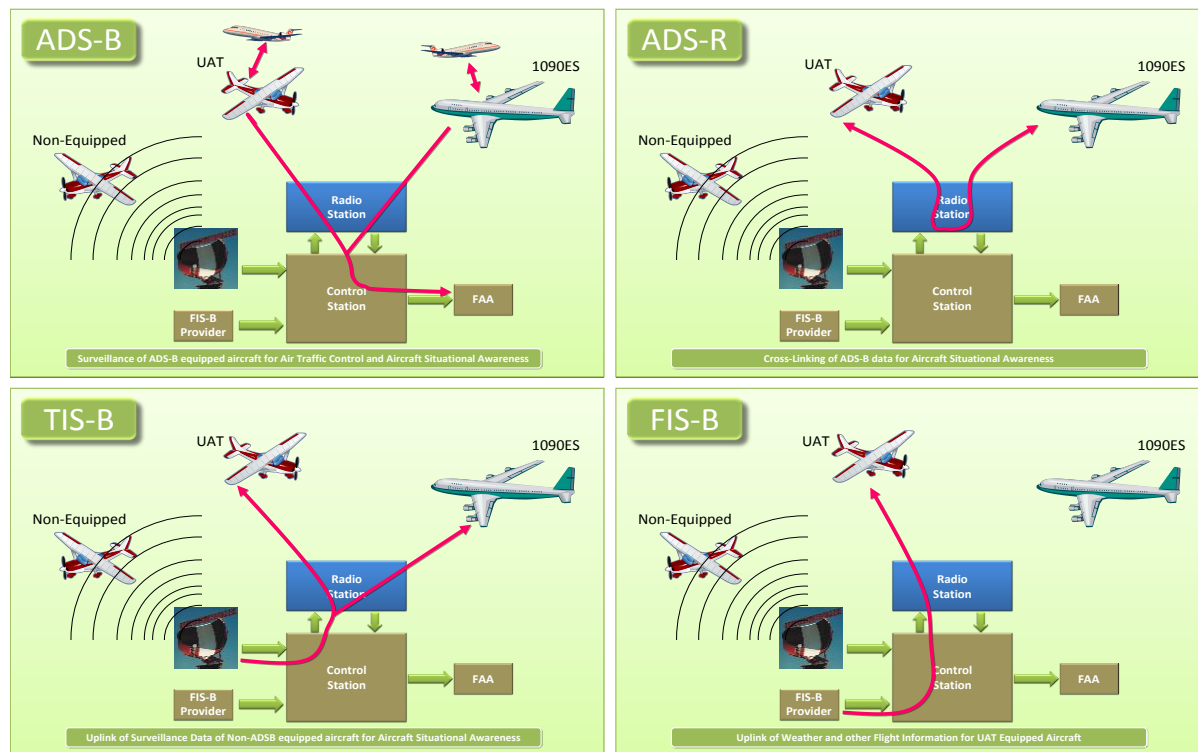 ADS-B
UAT
1090ES
Non-Equipped
Radio
Station
Control
Station
FAA
FIS-B
Provider
Surveillance of ADS-B equipped aircraft for Air Traffic Control and Aircraft Situational Awareness
ADS-R
UAT
1090ES
Non-Equipped
Radio
Station
Control
Station
FAA
FIS-B
Provider
Cross-Linking of ADS-B data for Aircraft Situational Awareness
TIS-B
UAT
1090ES
Non-Equipped
Radio
Station
Control
Station
FAA
FIS-B
Provider
Uplink of Surveillance Data of Non-ADSB equipped aircraft for Aircraft Situational Awareness
FIS-B
UAT
1090ES
Non-Equipped
Radio
Station
Control
Station
FAA
FIS-B
Provider
Uplink of Weather and other Flight Information for UAT Equipped Aircraft